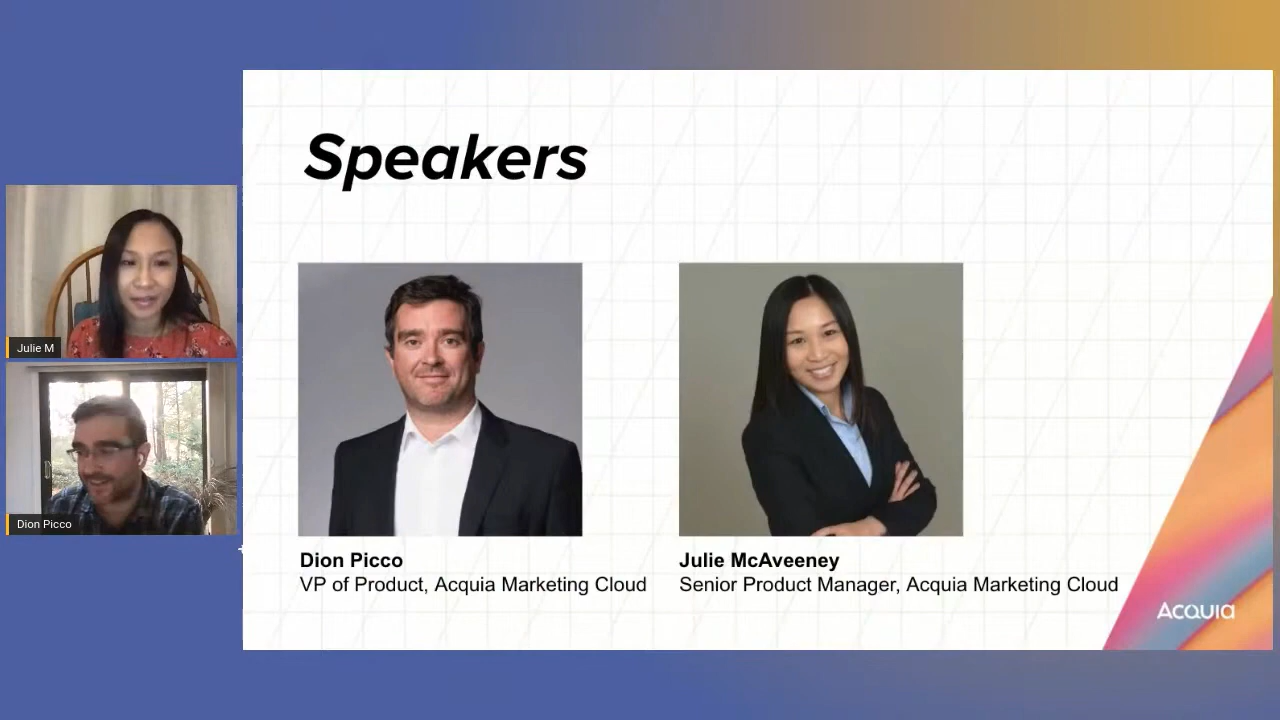 Speakers
Julie M
Dion Picco
Dion Picco
VP of Product, Acquia Marketing Cloud
Julie McAveeney
Senior Product Manager, Acquia Marketing Cloud
Acquia